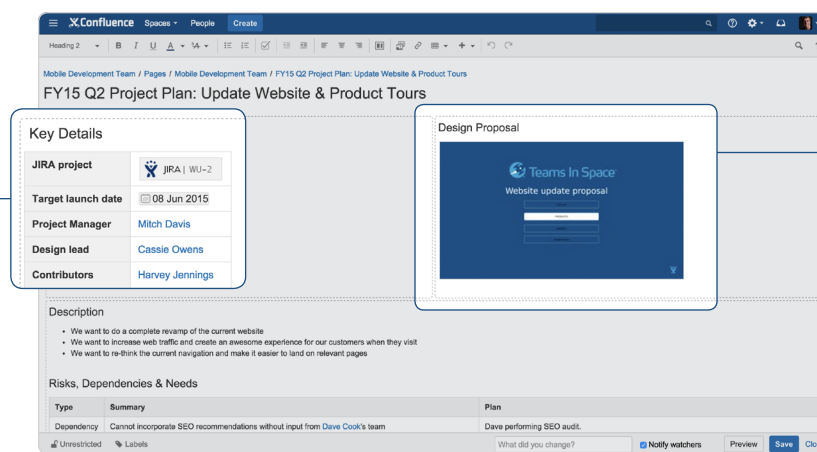 Confluence Spaces People Create
Heading 2 B I U A
Mobile Development Team / Pages / Mobile Development Team / FY15 Q2 Project Plan: Update Website & Product Tours
FY15 Q2 Project Plan: Update Website & Product Tours
Key Details
JIRA project JIRA | WU-2
Target launch date 08 Jun 2015
Project Manager Mitch Davis
Design lead Cassie Owens
Contributors Harvey Jennings
Design Proposal
Teams In Space
Website update proposal
Description
• We want to do a complete revamp of the current website
• We want to increase web traffic and create an awesome experience for our customers when they visit
• We want to re-think the current navigation and make it easier to land on relevant pages
Risks, Dependencies & Needs
Type Summary Plan
Dependency Cannot incorporate SEO recommendations without input from Dave Cook's team Dave performing SEO audit.
Unrestricted Labels What did you change? Notify watchers Preview Save Clo